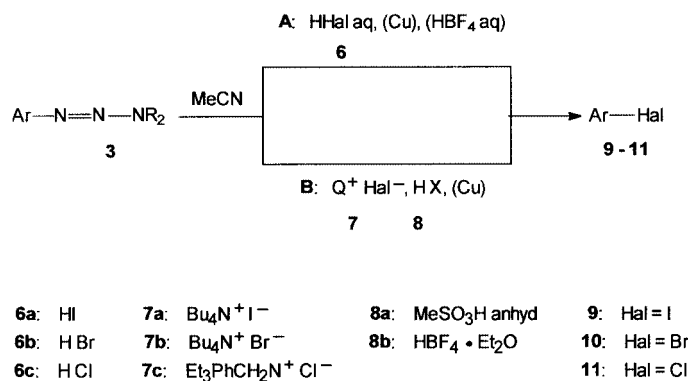 A: HHal aq, (Cu), (HBF4 aq)
6
Ar—N=N—NR2 MeCN Ar—Hal
3 9 - 11
B: Q+ Hal−, HX, (Cu)
7 8
6a: HI 7a: Bu4N+ I− 8a: MeSO3H anhyd 9: Hal = I
6b: HBr 7b: Bu4N+ Br− 8b: HBF4 • Et2O 10: Hal = Br
6c: HCl 7c: Et3PhCH2N+ Cl− 11: Hal = Cl